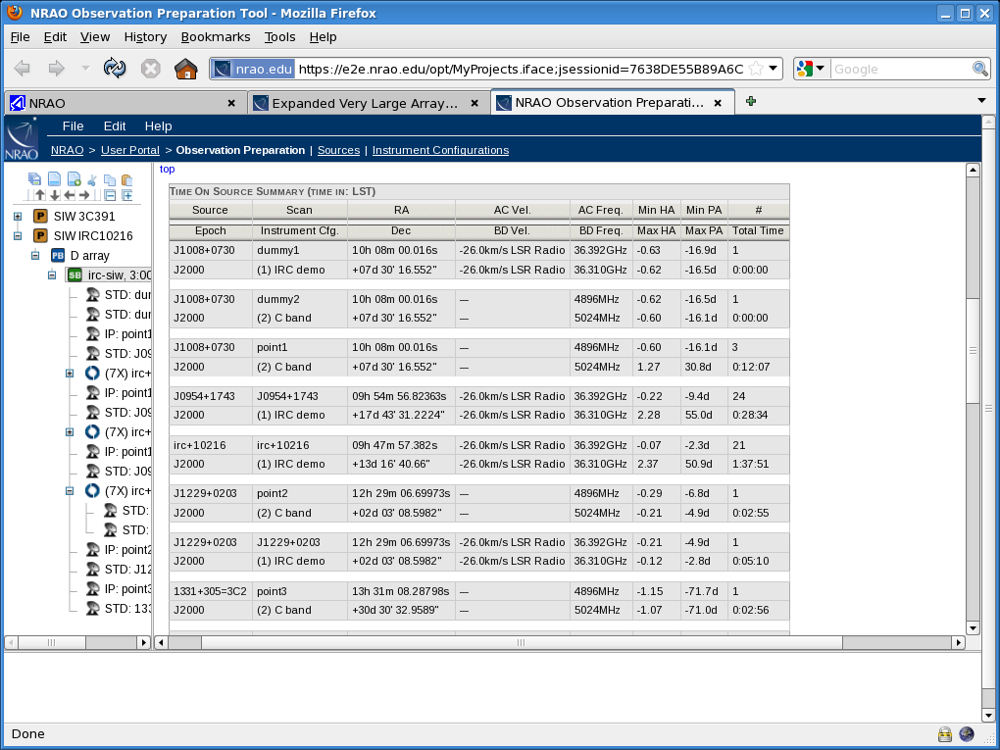 NRAO Observation Preparation Tool - Mozilla Firefox
File Edit View History Bookmarks Tools Help
nrao.edu https://e2e.nrao.edu/opt/MyProjects.iface;jsessionid=7638DE55B89A6C Google
NRAO Expanded Very Large Array... NRAO Observation Preparati...
File Edit Help
NRAO
NRAO > User Portal > Observation Preparation | Sources | Instrument Configurations
top
P SIW 3C391
P SIW IRC10216
PB D array
SB irc-siw, 3:00
STD: dur
STD: dur
IP: point1
STD: J09
(7X) irc+
IP: point1
STD: J09
(7X) irc+
IP: point1
STD: J09
(7X) irc+
STD:
STD:
IP: point2
STD: J12
IP: point3
STD: 133
TIME ON SOURCE SUMMARY (TIME IN: LST)
Source Scan RA AC Vel. AC Freq. Min HA Min PA #
Epoch Instrument Cfg. Dec BD Vel. BD Freq. Max HA Max PA Total Time
J1008+0730 dummy1 10h 08m 00.016s -26.0km/s LSR Radio 36.392GHz -0.63 -16.9d 1
J2000 (1) IRC demo +07d 30' 16.552" -26.0km/s LSR Radio 36.310GHz -0.62 -16.5d 0:00:00
J1008+0730 dummy2 10h 08m 00.016s --- 4896MHz -0.62 -16.5d 1
J2000 (2) C band +07d 30' 16.552" --- 5024MHz -0.60 -16.1d 0:00:00
J1008+0730 point1 10h 08m 00.016s --- 4896MHz -0.60 -16.1d 3
J2000 (2) C band +07d 30' 16.552" --- 5024MHz 1.27 30.8d 0:12:07
J0954+1743 J0954+1743 09h 54m 56.82363s -26.0km/s LSR Radio 36.392GHz -0.22 -9.4d 24
J2000 (1) IRC demo +17d 43' 31.2224" -26.0km/s LSR Radio 36.310GHz 2.28 55.0d 0:28:34
irc+10216 irc+10216 09h 47m 57.382s -26.0km/s LSR Radio 36.392GHz -0.07 -2.3d 21
J2000 (1) IRC demo +13d 16' 40.66" -26.0km/s LSR Radio 36.310GHz 2.37 50.9d 1:37:51
J1229+0203 point2 12h 29m 06.69973s --- 4896MHz -0.29 -6.8d 1
J2000 (2) C band +02d 03' 08.5982" --- 5024MHz -0.21 -4.9d 0:02:55
J1229+0203 J1229+0203 12h 29m 06.69973s -26.0km/s LSR Radio 36.392GHz -0.21 -4.9d 1
J2000 (1) IRC demo +02d 03' 08.5982" -26.0km/s LSR Radio 36.310GHz -0.12 -2.8d 0:05:10
1331+305=3C2 point3 13h 31m 08.28798s --- 4896MHz -1.15 -71.7d 1
J2000 (2) C band +30d 30' 32.9589" --- 5024MHz -1.07 -71.0d 0:02:56
Done